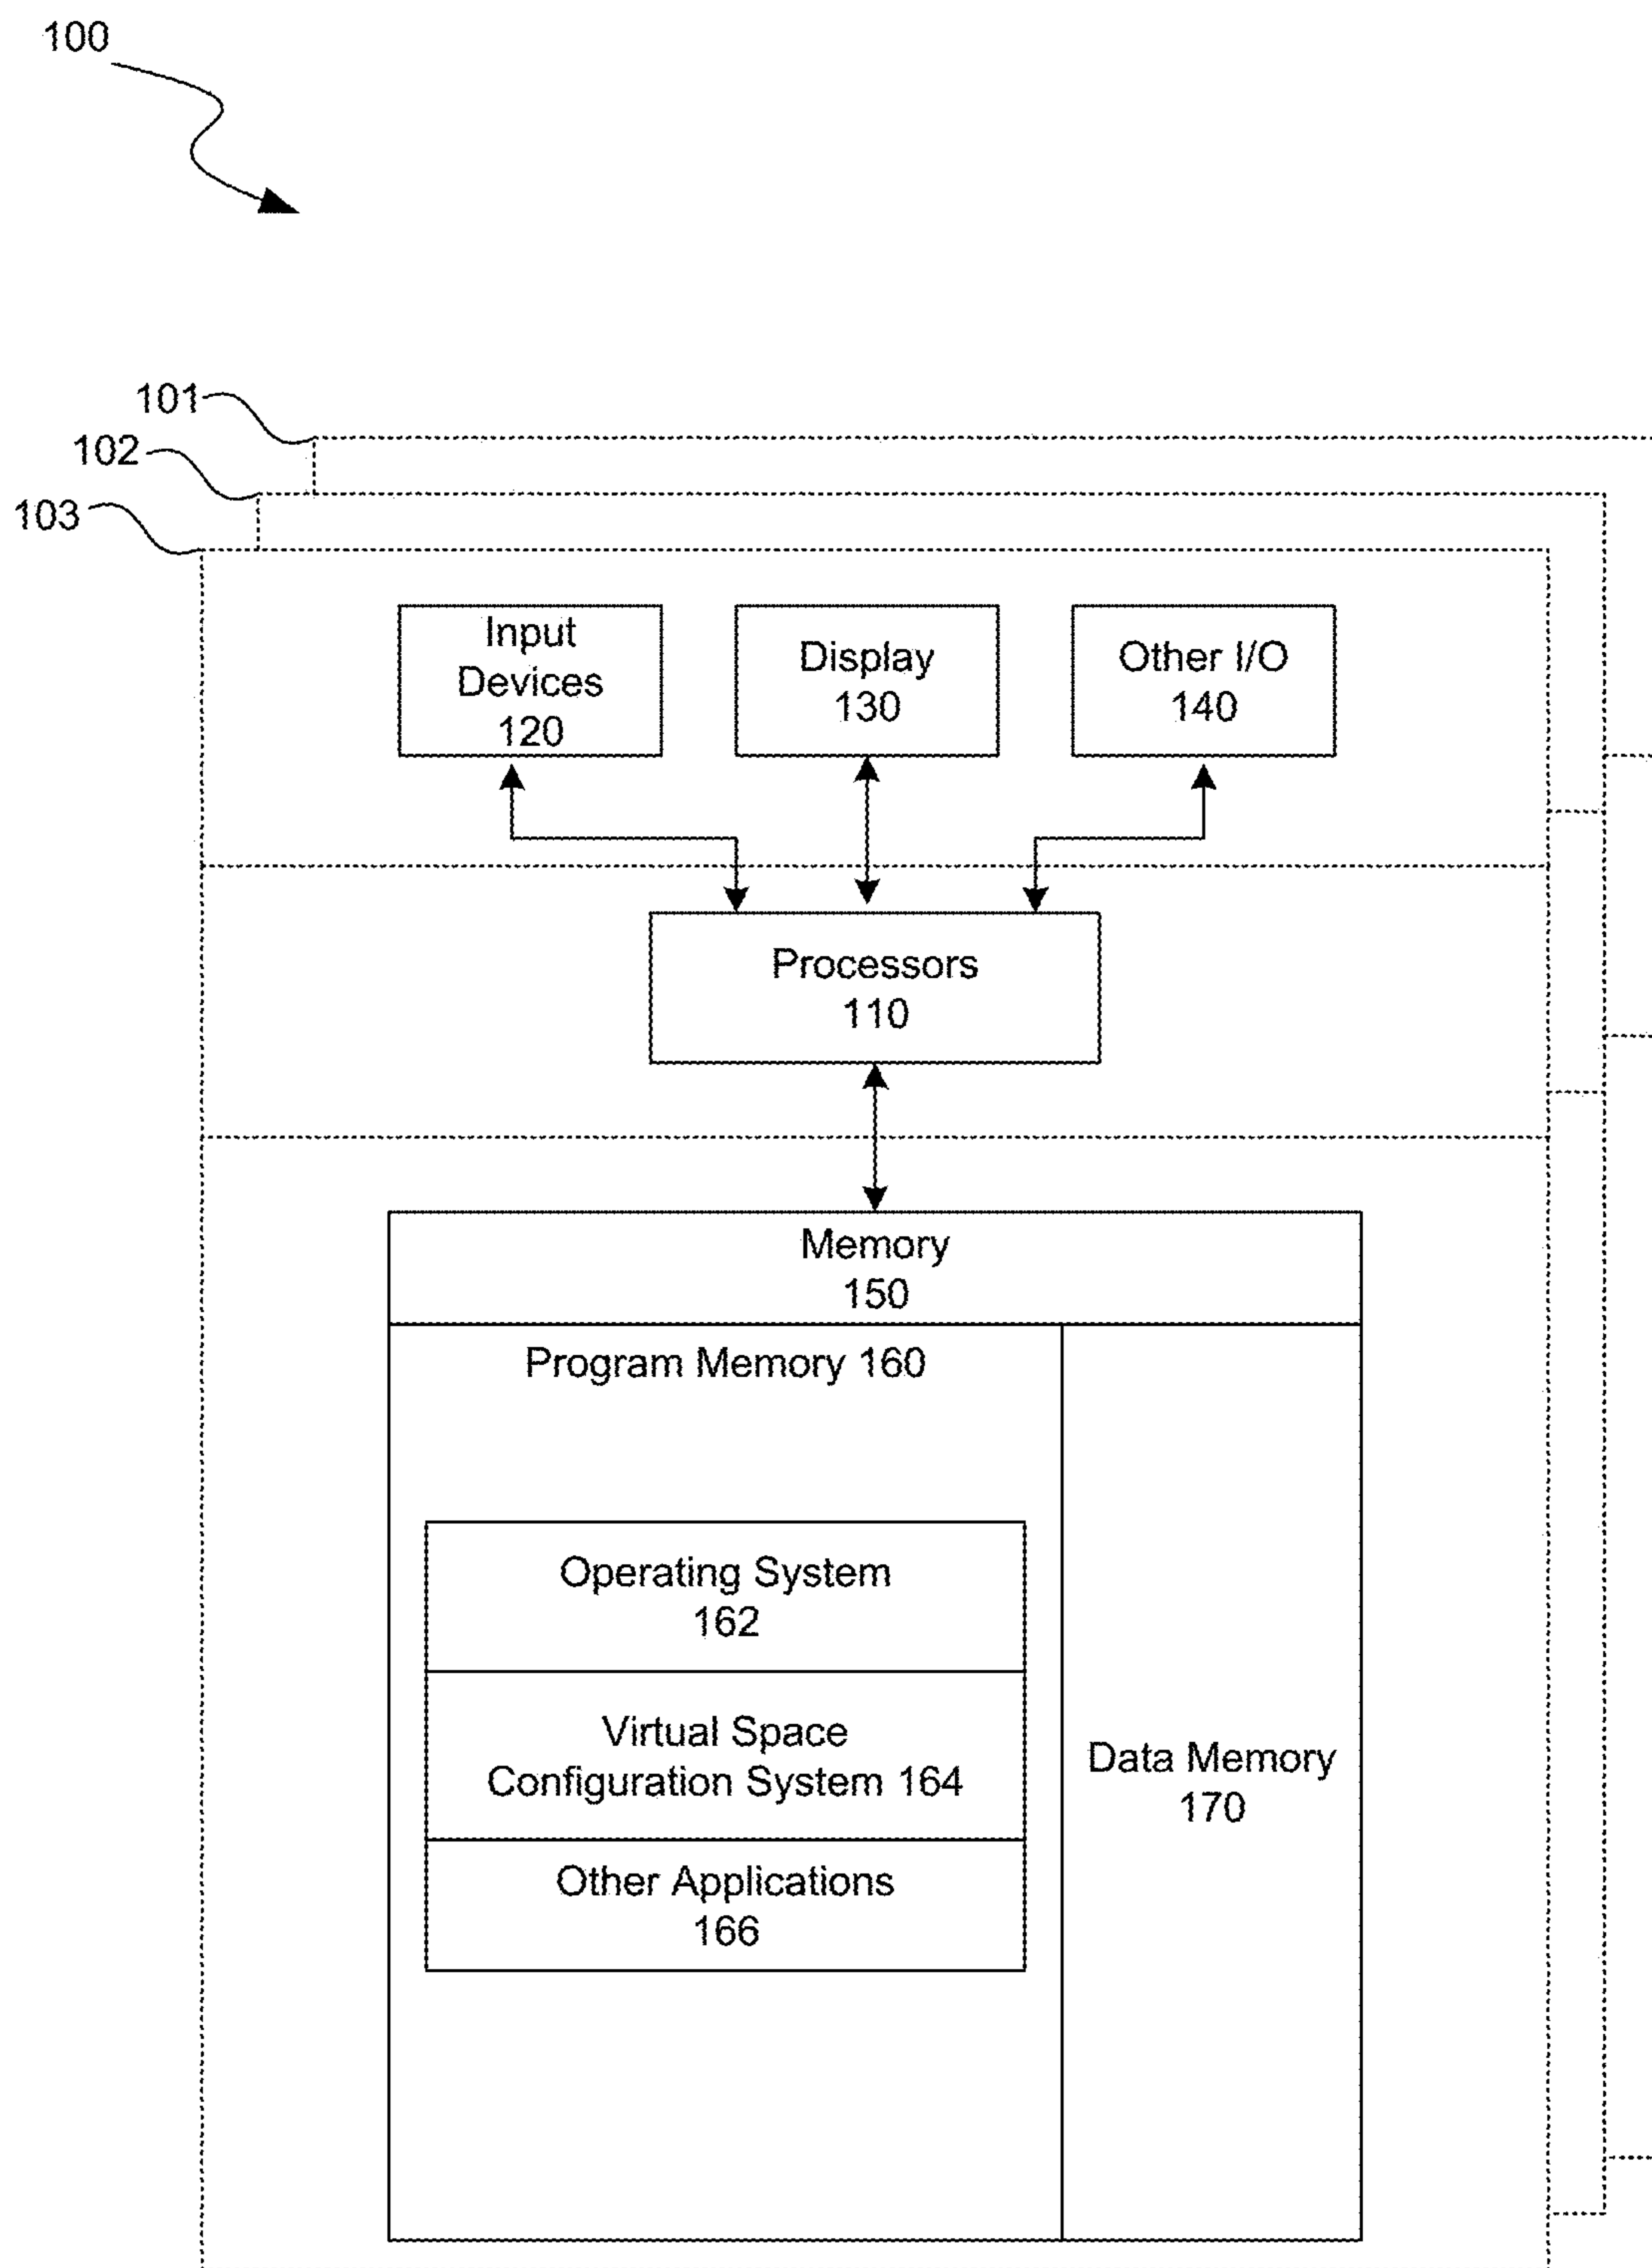 100
101
102
103
Input
Devices
120
Display
130
Other I/O
140
Processors
110
Memory
150
Program Memory 160
Operating System
162
Virtual Space
Configuration System 164
Other Applications
166
Data Memory
170